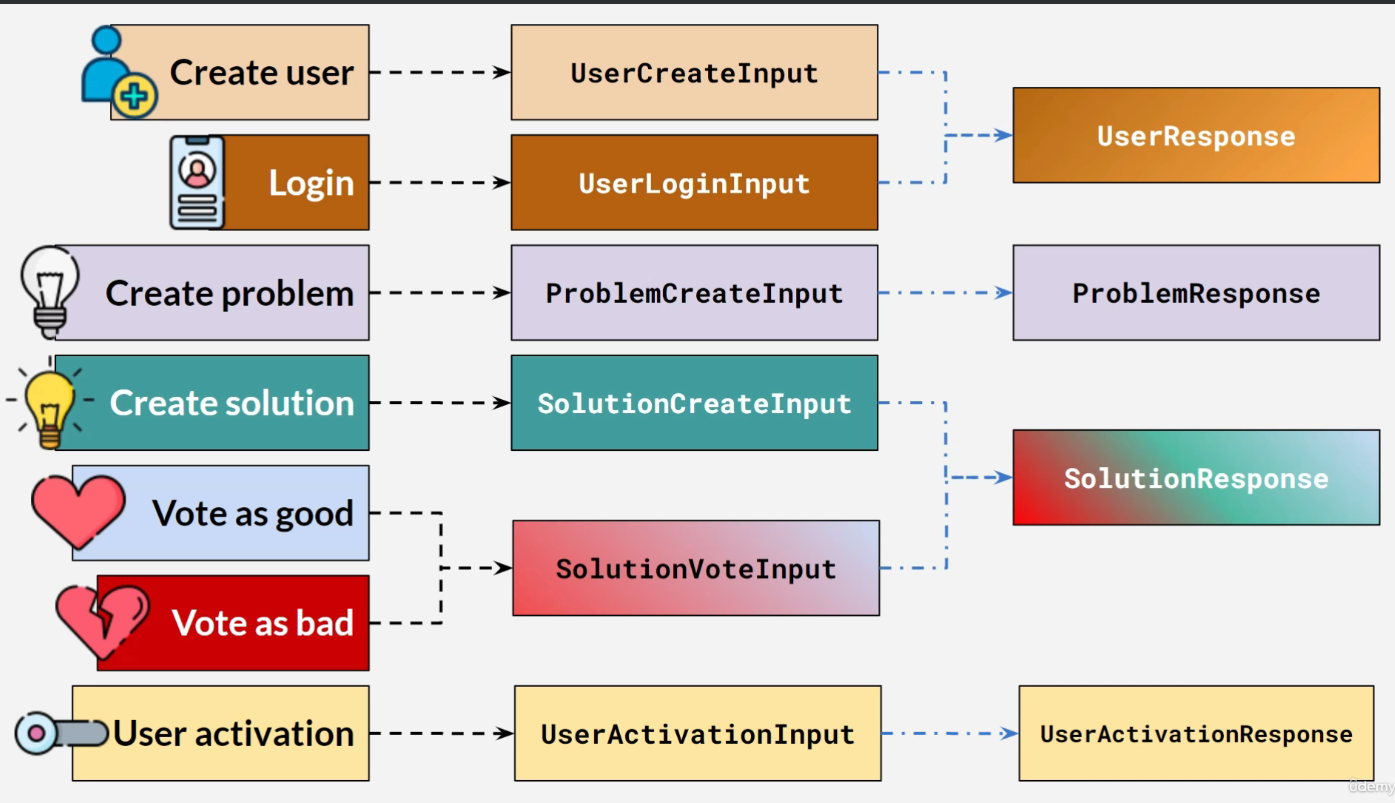 Create user
UserCreateInput
UserResponse
Login
UserLoginInput
Create problem
ProblemCreateInput
ProblemResponse
Create solution
SolutionCreateInput
SolutionResponse
Vote as good
SolutionVoteInput
Vote as bad
User activation
UserActivationInput
UserActivationResponse
ûdemy